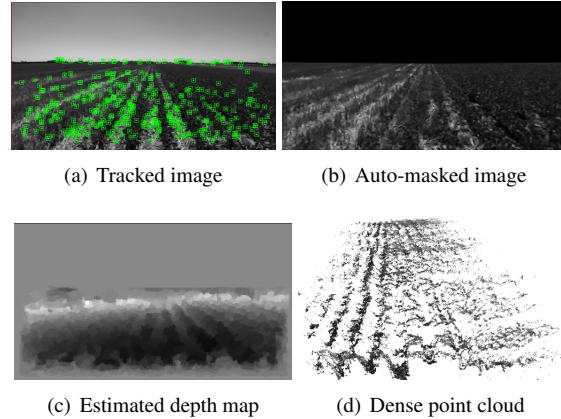 (a) Tracked image
(b) Auto-masked image
(c) Estimated depth map
(d) Dense point cloud